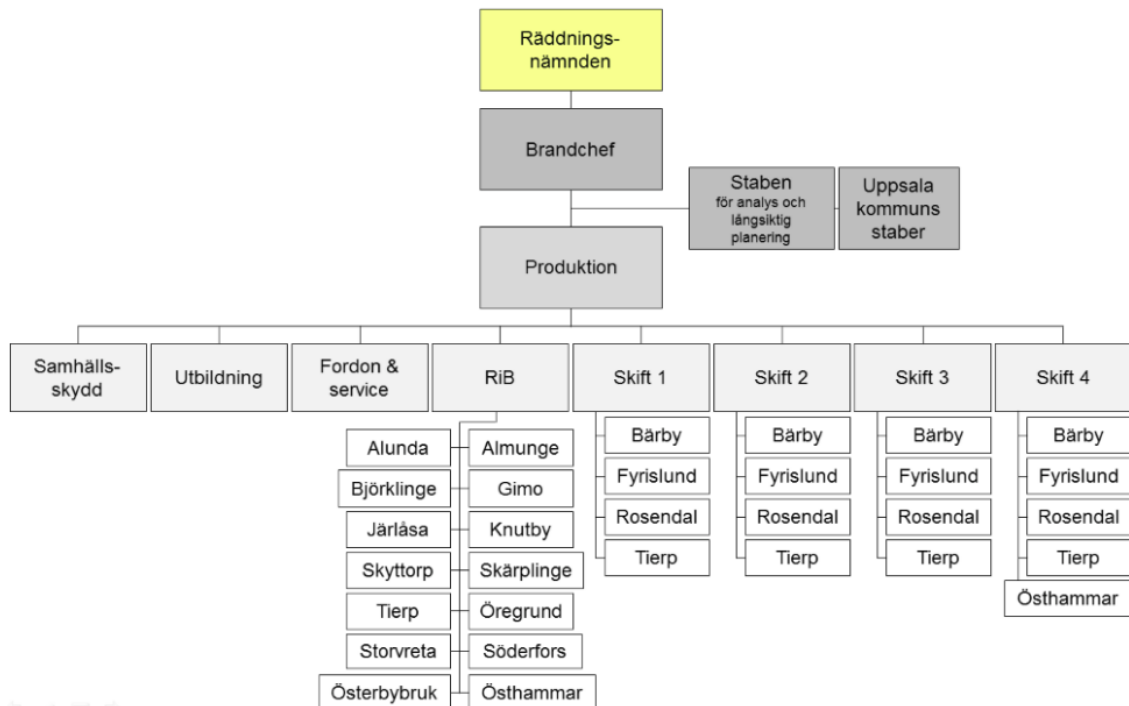 Räddnings-
nämnden
Brandchef
Staben
för analys och
långsiktig
planering
Uppsala
kommuns
staber
Produktion
Samhälls-
skydd
Utbildning
Fordon &
service
RiB
Skift 1
Skift 2
Skift 3
Skift 4
Alunda
Almunge
Björklinge
Gimo
Järlåsa
Knutby
Skyttorp
Skärplinge
Tierp
Öregrund
Storvreta
Söderfors
Österbybruk
Östhammar
Bärby
Fyrislund
Rosendal
Tierp
Bärby
Fyrislund
Rosendal
Tierp
Bärby
Fyrislund
Rosendal
Tierp
Bärby
Fyrislund
Rosendal
Tierp
Östhammar